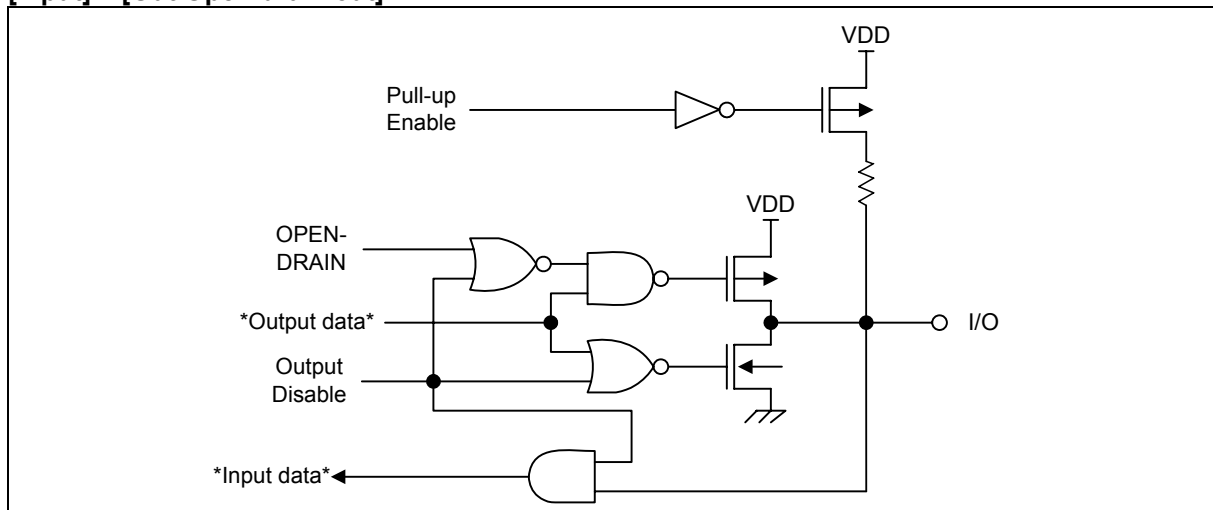 VDD
Pull-up
Enable
VDD
OPEN-
DRAIN
*Output data*
I/O
Output
Disable
*Input data*